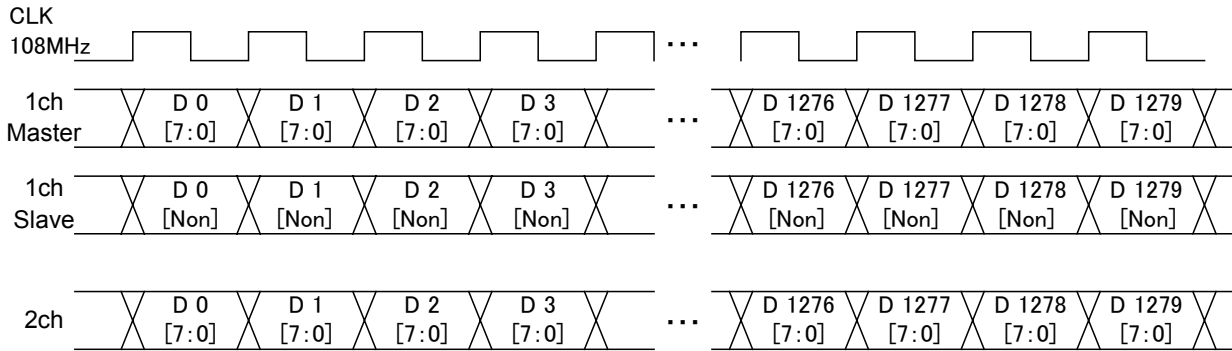 CLK
108MHz
...
1ch
Master
D 0 D 1 D 2 D 3 ... D 1276 D 1277 D 1278 D 1279
[7:0] [7:0] [7:0] [7:0] [7:0] [7:0] [7:0] [7:0]
1ch
Slave
D 0 D 1 D 2 D 3 ... D 1276 D 1277 D 1278 D 1279
[Non] [Non] [Non] [Non] [Non] [Non] [Non] [Non]
2ch
D 0 D 1 D 2 D 3 ... D 1276 D 1277 D 1278 D 1279
[7:0] [7:0] [7:0] [7:0] [7:0] [7:0] [7:0] [7:0]